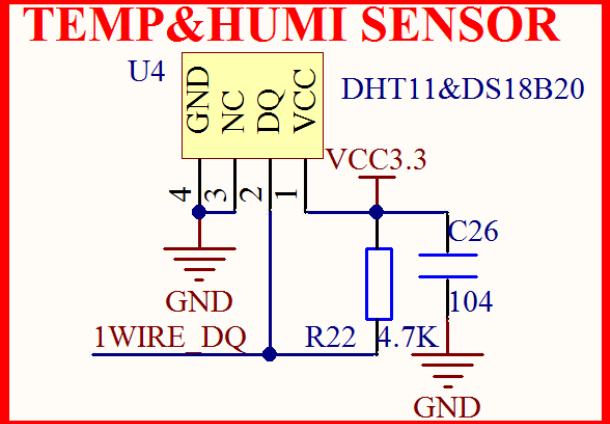 TEMP&HUMI SENSOR
U4
GND
NC
DQ
VCC
DHT11&DS18B20
VCC3.3
4
3
2
1
C26
GND
104
1WIRE_DQ
R22
4.7K
GND